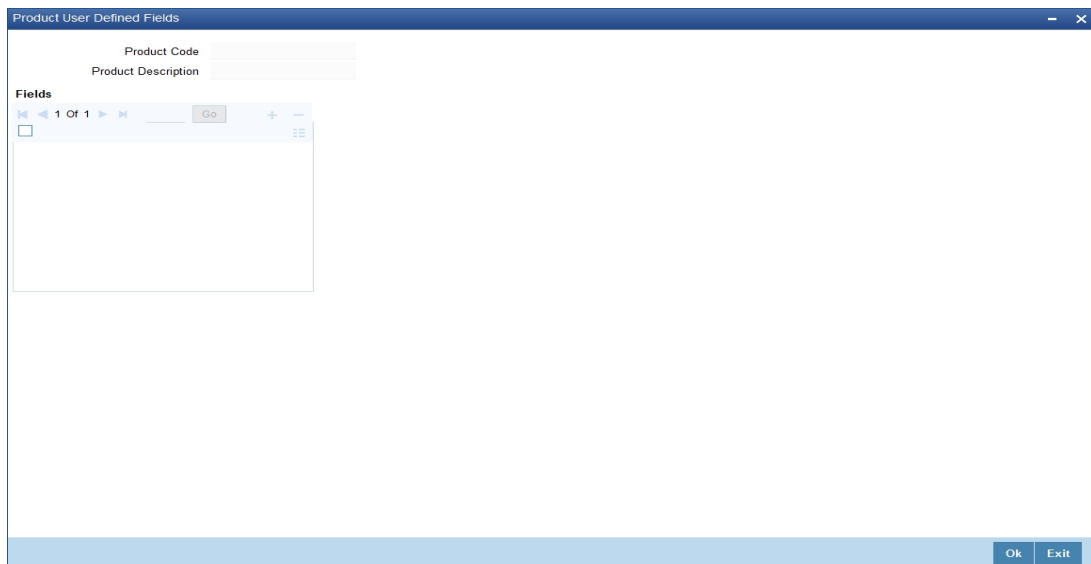 Product User Defined Fields
Product Code
Product Description
Fields
1 Of 1 Go
Ok Exit